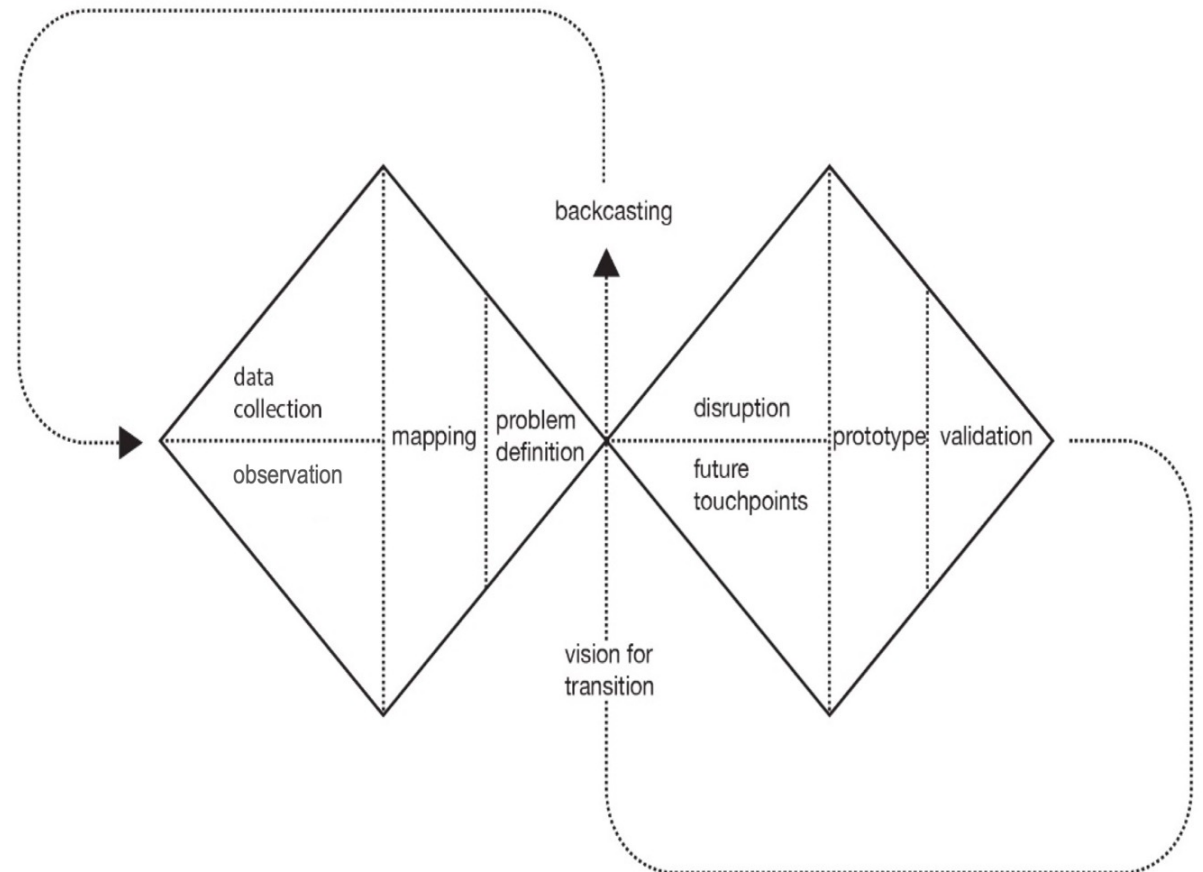 backcasting
data
collection
observation
mapping
problem
definition
disruption
future
touchpoints
prototype
validation
vision for
transition